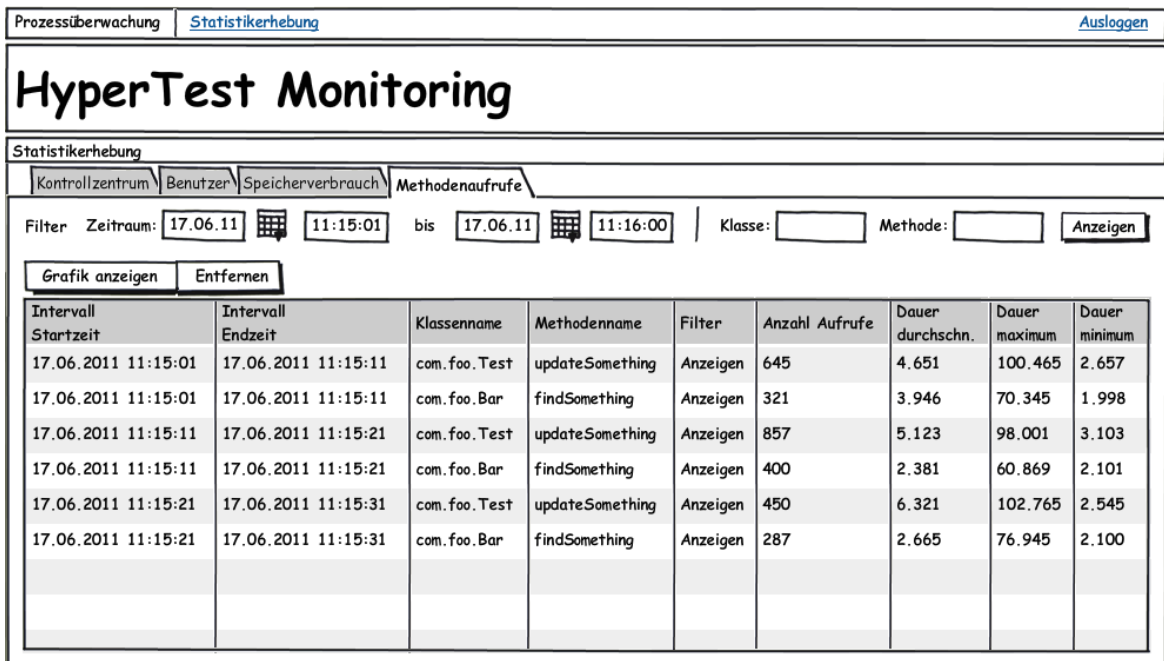 Prozessüberwachung Statistikerhebung Ausloggen
HyperTest Monitoring
Statistikerhebung
Kontrollzentrum Benutzer Speicherverbrauch Methodenaufrufe
Filter Zeitraum: 17.06.11 11:15:01 bis 17.06.11 11:16:00 Klasse: Methode: Anzeigen
Grafik anzeigen Entfernen
Intervall Startzeit Intervall Endzeit Klassenname Methodenname Filter Anzahl Aufrufe Dauer durchschn. Dauer maximum Dauer minimum
17.06.2011 11:15:01 17.06.2011 11:15:11 com.foo.Test updateSomething Anzeigen 645 4.651 100.465 2.657
17.06.2011 11:15:01 17.06.2011 11:15:11 com.foo.Bar findSomething Anzeigen 321 3.946 70.345 1.998
17.06.2011 11:15:11 17.06.2011 11:15:21 com.foo.Test updateSomething Anzeigen 857 5.123 98.001 3.103
17.06.2011 11:15:11 17.06.2011 11:15:21 com.foo.Bar findSomething Anzeigen 400 2.381 60.869 2.101
17.06.2011 11:15:21 17.06.2011 11:15:31 com.foo.Test updateSomething Anzeigen 450 6.321 102.765 2.545
17.06.2011 11:15:21 17.06.2011 11:15:31 com.foo.Bar findSomething Anzeigen 287 2.665 76.945 2.100